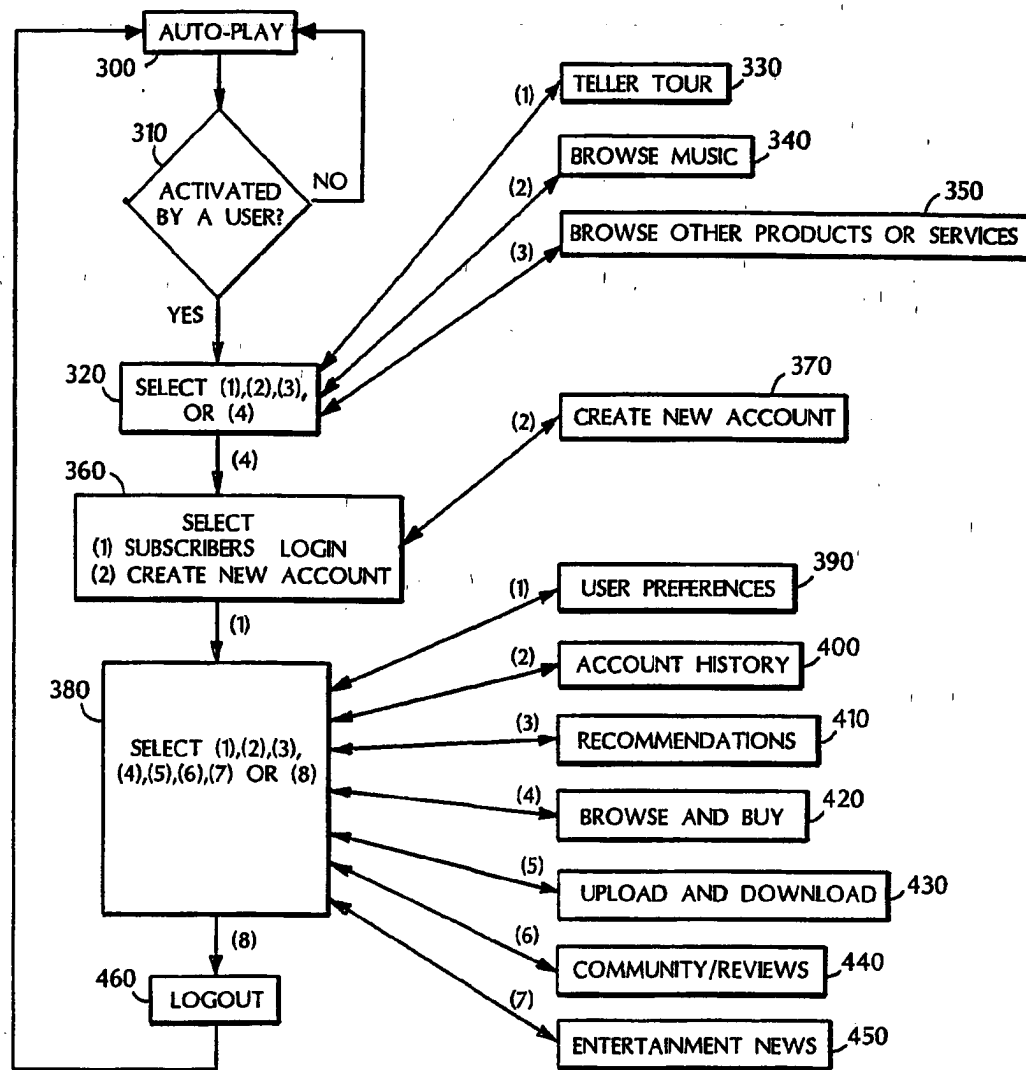 AUTO-PLAY
300
310
ACTIVATED
BY A USER?
NO
YES
(1)
TELLER TOUR
330
(2)
BROWSE MUSIC
340
(3)
BROWSE OTHER PRODUCTS OR SERVICES
350
320
SELECT (1),(2),(3),
OR (4)
(4)
360
SELECT
(1) SUBSCRIBERS LOGIN
(2) CREATE NEW ACCOUNT
(2)
CREATE NEW ACCOUNT
370
(1)
380
SELECT (1),(2),(3),
(4),(5),(6),(7) OR (8)
(1)
USER PREFERENCES
390
(2)
ACCOUNT HISTORY
400
(3)
RECOMMENDATIONS
410
(4)
BROWSE AND BUY
420
(5)
UPLOAD AND DOWNLOAD
430
(6)
COMMUNITY/REVIEWS
440
(7)
ENTERTAINMENT NEWS
450
(8)
460
LOGOUT